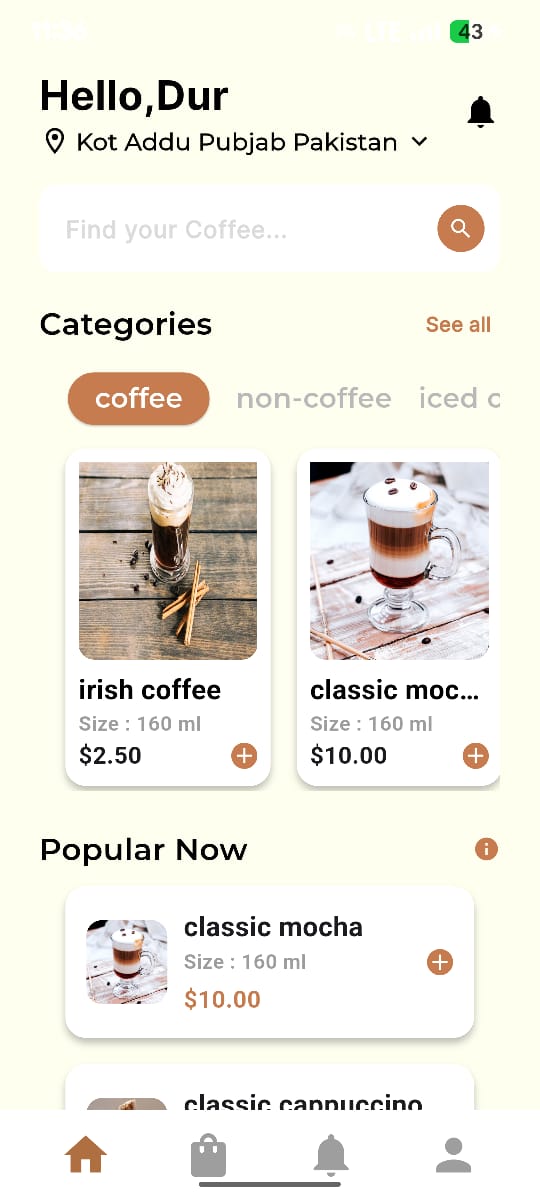 43
Hello,Dur
Kot Addu Pubjab Pakistan
Find your Coffee...
Categories
See all
coffee non-coffee iced c
irish coffee
Size : 160 ml
$2.50
classic moc...
Size : 160 ml
$10.00
Popular Now
classic mocha
Size : 160 ml
$10.00
classic cappuccino